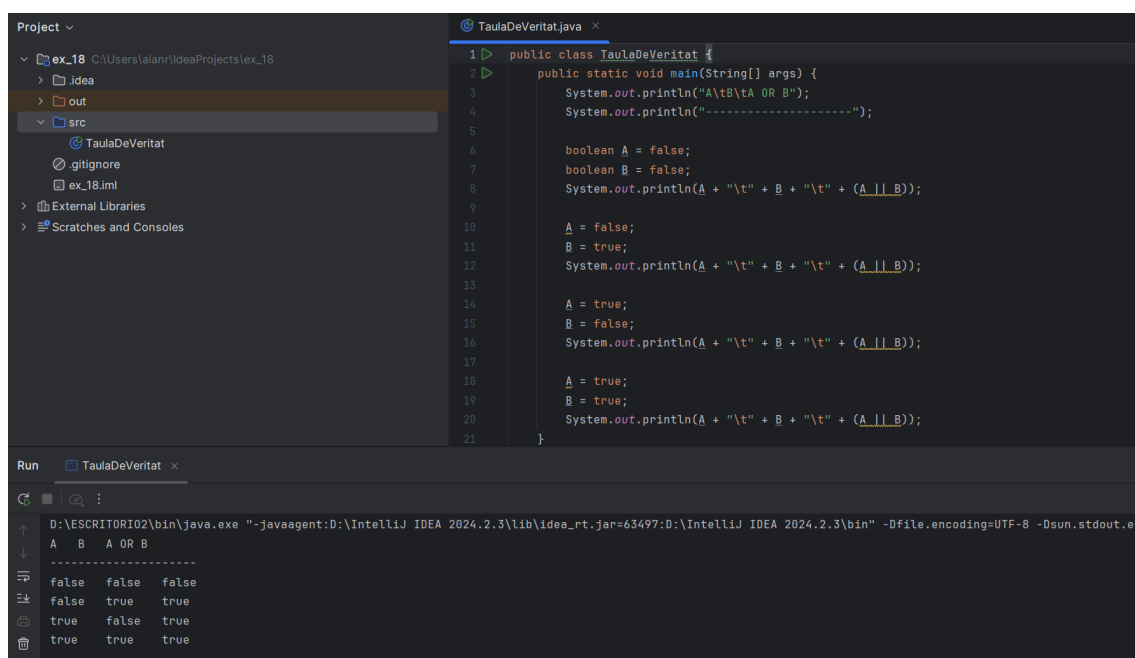 Project
ex_18 C:\Users\alanr\IdeaProjects\ex_18
.idea
out
src
TaulaDeVeritat
.gitignore
ex_18.iml
External Libraries
Scratches and Consoles
TaulaDeVeritat.java ×
1 public class TaulaDeVeritat {
2 public static void main(String[] args) {
3 System.out.println("A\tB\tA OR B");
4 System.out.println("---------------------");
5
6 boolean A = false;
7 boolean B = false;
8 System.out.println(A + "\t" + B + "\t" + (A || B));
9
10 A = false;
11 B = true;
12 System.out.println(A + "\t" + B + "\t" + (A || B));
13
14 A = true;
15 B = false;
16 System.out.println(A + "\t" + B + "\t" + (A || B));
17
18 A = true;
19 B = true;
20 System.out.println(A + "\t" + B + "\t" + (A || B));
21 }
Run TaulaDeVeritat ×
D:\ESCRITORIO2\bin\java.exe "-javaagent:D:\IntelliJ IDEA 2024.2.3\lib\idea_rt.jar=63497:D:\IntelliJ IDEA 2024.2.3\bin" -Dfile.encoding=UTF-8 -Dsun.stdout.e
A B A OR B
---------------------
false false false
false true true
true false true
true true true